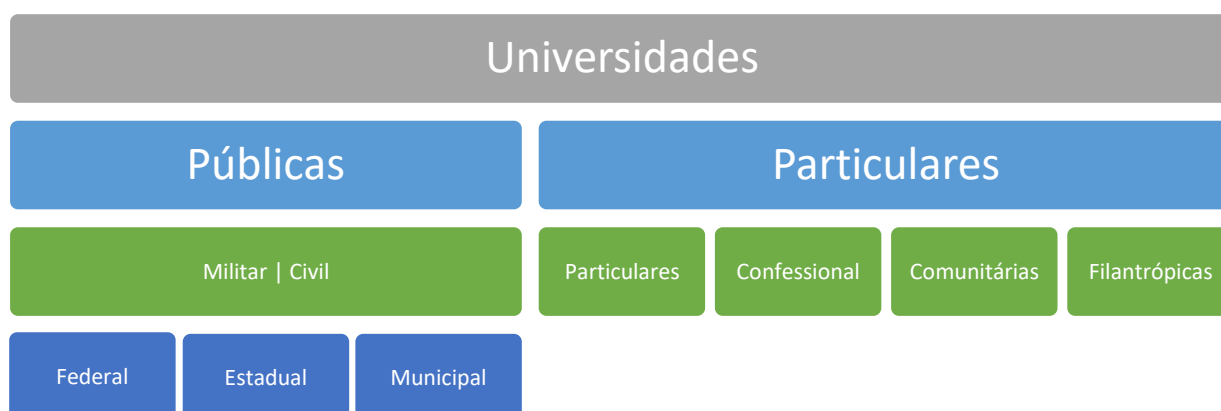 Universidades
Públicas
Particulares
Militar | Civil
Particulares
Confessional
Comunitárias
Filantrópicas
Federal
Estadual
Municipal